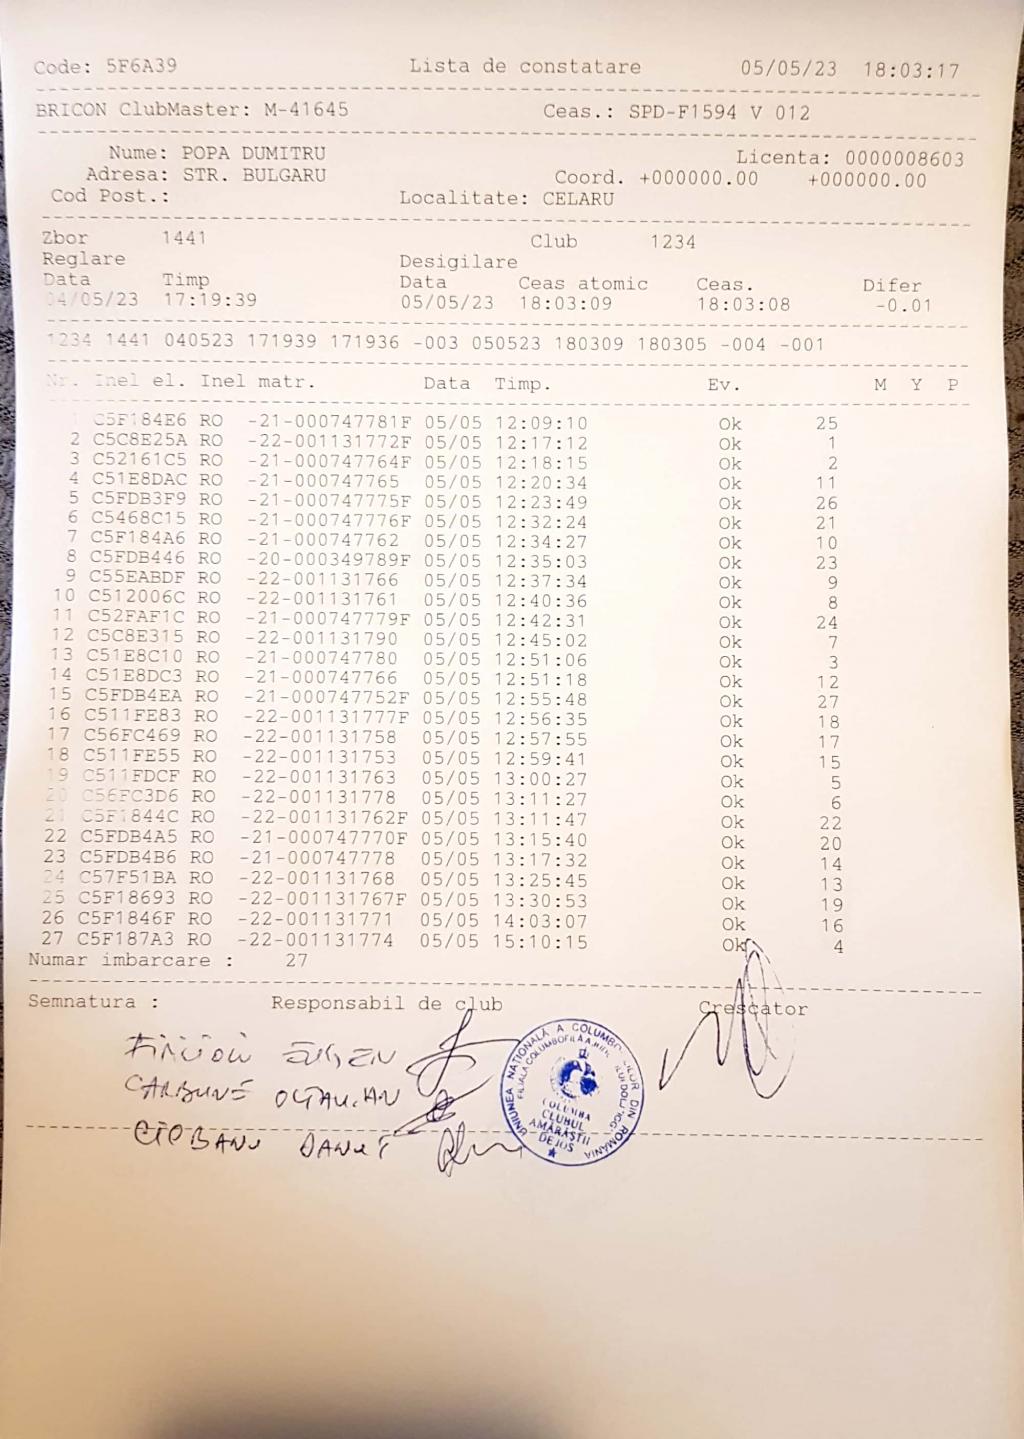 Code: 5F6A39 Lista de constatare 05/05/23 18:03:17
BRICON ClubMaster: M-41645 Ceas.: SPD-F1594 V 012
Nume: POPA DUMITRU Licenta: 0000008603
Adresa: STR. BULGARU Coord. +000000.00 +000000.00
Cod Post.: Localitate: CELARU
Zbor 1441 Club 1234
Reglare Desigilare
Data Timp Data Ceas atomic Ceas. Difer
04/05/23 17:19:39 05/05/23 18:03:09 18:03:08 -0.01
1234 1441 040523 171939 171936 -003 050523 180309 180305 -004 -001
Nr. Inel el. Inel matr. Data Timp. Ev. M Y P
1 C5F184E6 RO -21-000747781F 05/05 12:09:10 Ok 25
2 C5C8E25A RO -22-001131772F 05/05 12:17:12 Ok 1
3 C52161C5 RO -21-000747764F 05/05 12:18:15 Ok 2
4 C51E8DAC RO -21-000747765 05/05 12:20:34 Ok 11
5 C5FDB3F9 RO -21-000747775F 05/05 12:23:49 Ok 26
6 C5468C15 RO -21-000747776F 05/05 12:32:24 Ok 21
7 C5F184A6 RO -21-000747762 05/05 12:34:27 Ok 10
8 C5FDB446 RO -20-000349789F 05/05 12:35:03 Ok 23
9 C55EABDF RO -22-001131766 05/05 12:37:34 Ok 9
10 C512006C RO -22-001131761 05/05 12:40:36 Ok 8
11 C52FAF1C RO -21-000747779F 05/05 12:42:31 Ok 24
12 C5C8E315 RO -22-001131790 05/05 12:45:02 Ok 7
13 C51E8C10 RO -21-000747780 05/05 12:51:06 Ok 3
14 C51E8DC3 RO -21-000747766 05/05 12:51:18 Ok 12
15 C5FDB4EA RO -21-000747752F 05/05 12:55:48 Ok 27
16 C511FE83 RO -22-001131777F 05/05 12:56:35 Ok 18
17 C56FC469 RO -22-001131758 05/05 12:57:55 Ok 17
18 C511FE55 RO -22-001131753 05/05 12:59:41 Ok 15
19 C511FDCF RO -22-001131763 05/05 13:00:27 Ok 5
20 C56FC3D6 RO -22-001131778 05/05 13:11:27 Ok 6
21 C5F1844C RO -22-001131762F 05/05 13:11:47 Ok 22
22 C5FDB4A5 RO -21-000747770F 05/05 13:15:40 Ok 20
23 C5FDB4B6 RO -21-000747778 05/05 13:17:32 Ok 14
24 C57F51BA RO -22-001131768 05/05 13:25:45 Ok 13
25 C5F18693 RO -22-001131767F 05/05 13:30:53 Ok 19
26 C5F1846F RO -22-001131771 05/05 14:03:07 Ok 16
27 C5F187A3 RO -22-001131774 05/05 15:10:15 Ok 4
Numar imbarcare : 27
Semnatura : Responsabil de club Crescator
EUGEN
CARBUNE OCTAVIAN
CIOBANU DANUT
UNIUNEA NATIONALĂ A COLUMBOFILILOR DIN ROMÂNIA
COLUMBA
CLUBUL
AMĂRĂȘTII
DE JOS